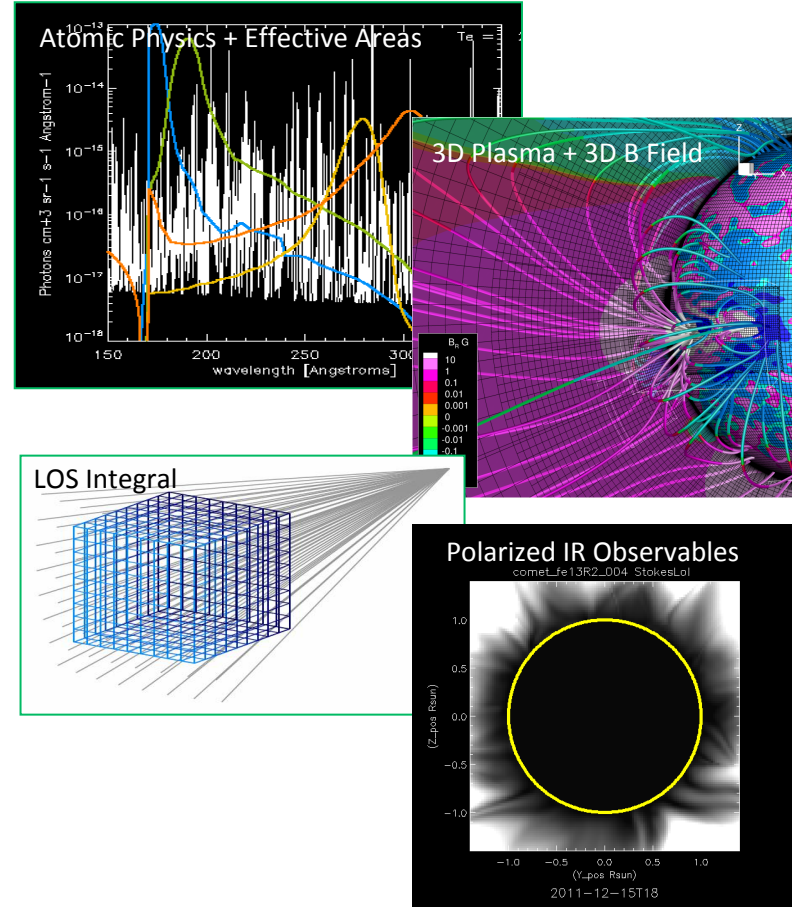 Atomic Physics + Effective Areas
Te =
10⁻¹³
10⁻¹⁴
10⁻¹⁵
10⁻¹⁶
10⁻¹⁷
10⁻¹⁸
Photons cm+3 sr-1 s-1 Angstrom-1
150
200
250
wavelength [Angstroms]
3D Plasma + 3D B Field
Z
X
B_R G
10
1
0.1
0.01
0.001
0
-0.001
-0.01
-0.1
LOS Integral
Polarized IR Observables
comet_fe13R2_004 StokesLoI
1.0
0.5
0.0
-0.5
-1.0
(Z_pos Rsun)
-1.0
-0.5
0.0
0.5
1.0
(Y_pos Rsun)
2011-12-15T18